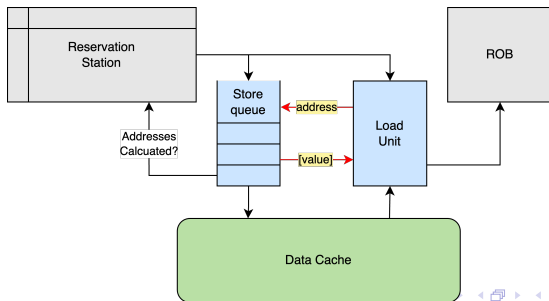 Reservation
Station
ROB
Store
queue
address
Load
Unit
Addresses
Calcuated?
[value]
Data Cache